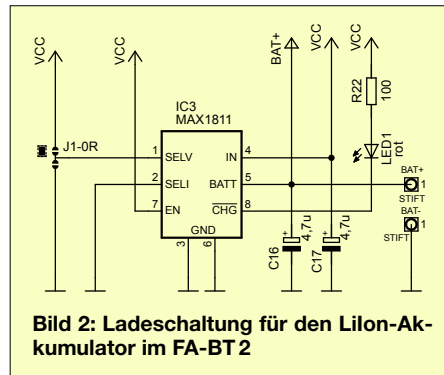 VCC
VCC
BAT+
VCC
VCC
IC3
MAX1811
R22
100
LED1
rot
J1-0R
1 SELV IN 4
2 SELI BATT 5
7 EN CHG 8
GND
3 6
BAT+
1
STIFT
BAT-
1
STIFT
+
4,7u
C16
+
4,7u
C17
Bild 2: Ladeschaltung für den LiIon-Ak-
kumulator im FA-BT 2